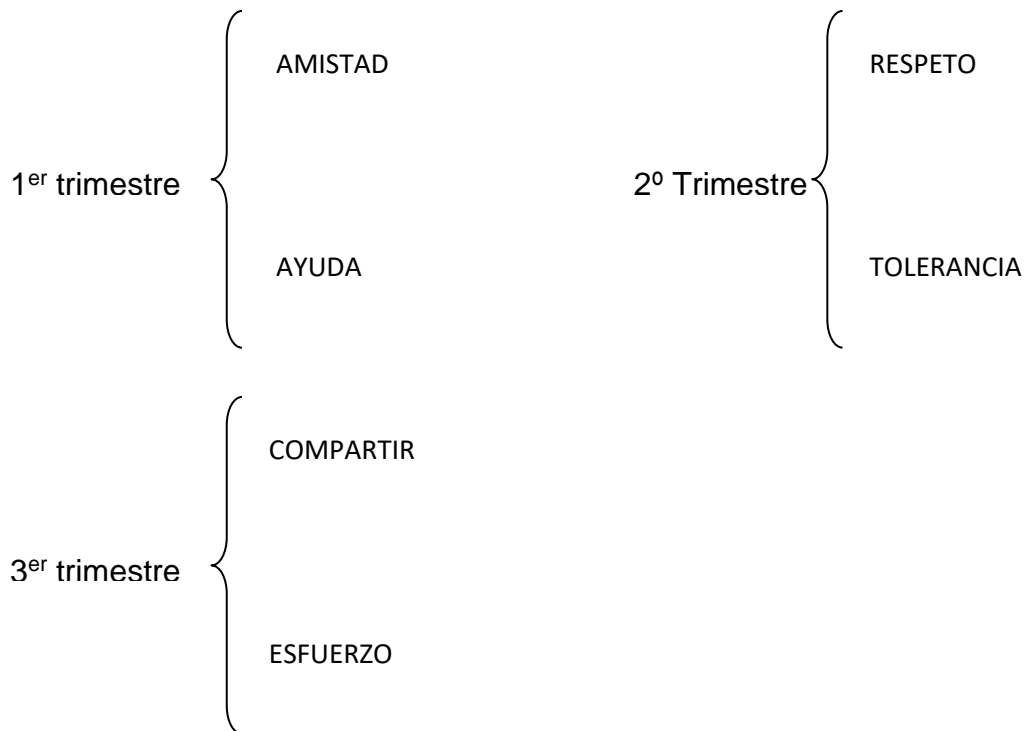 AMISTAD
1er trimestre
AYUDA
RESPETO
2º Trimestre
TOLERANCIA
COMPARTIR
3er trimestre
ESFUERZO